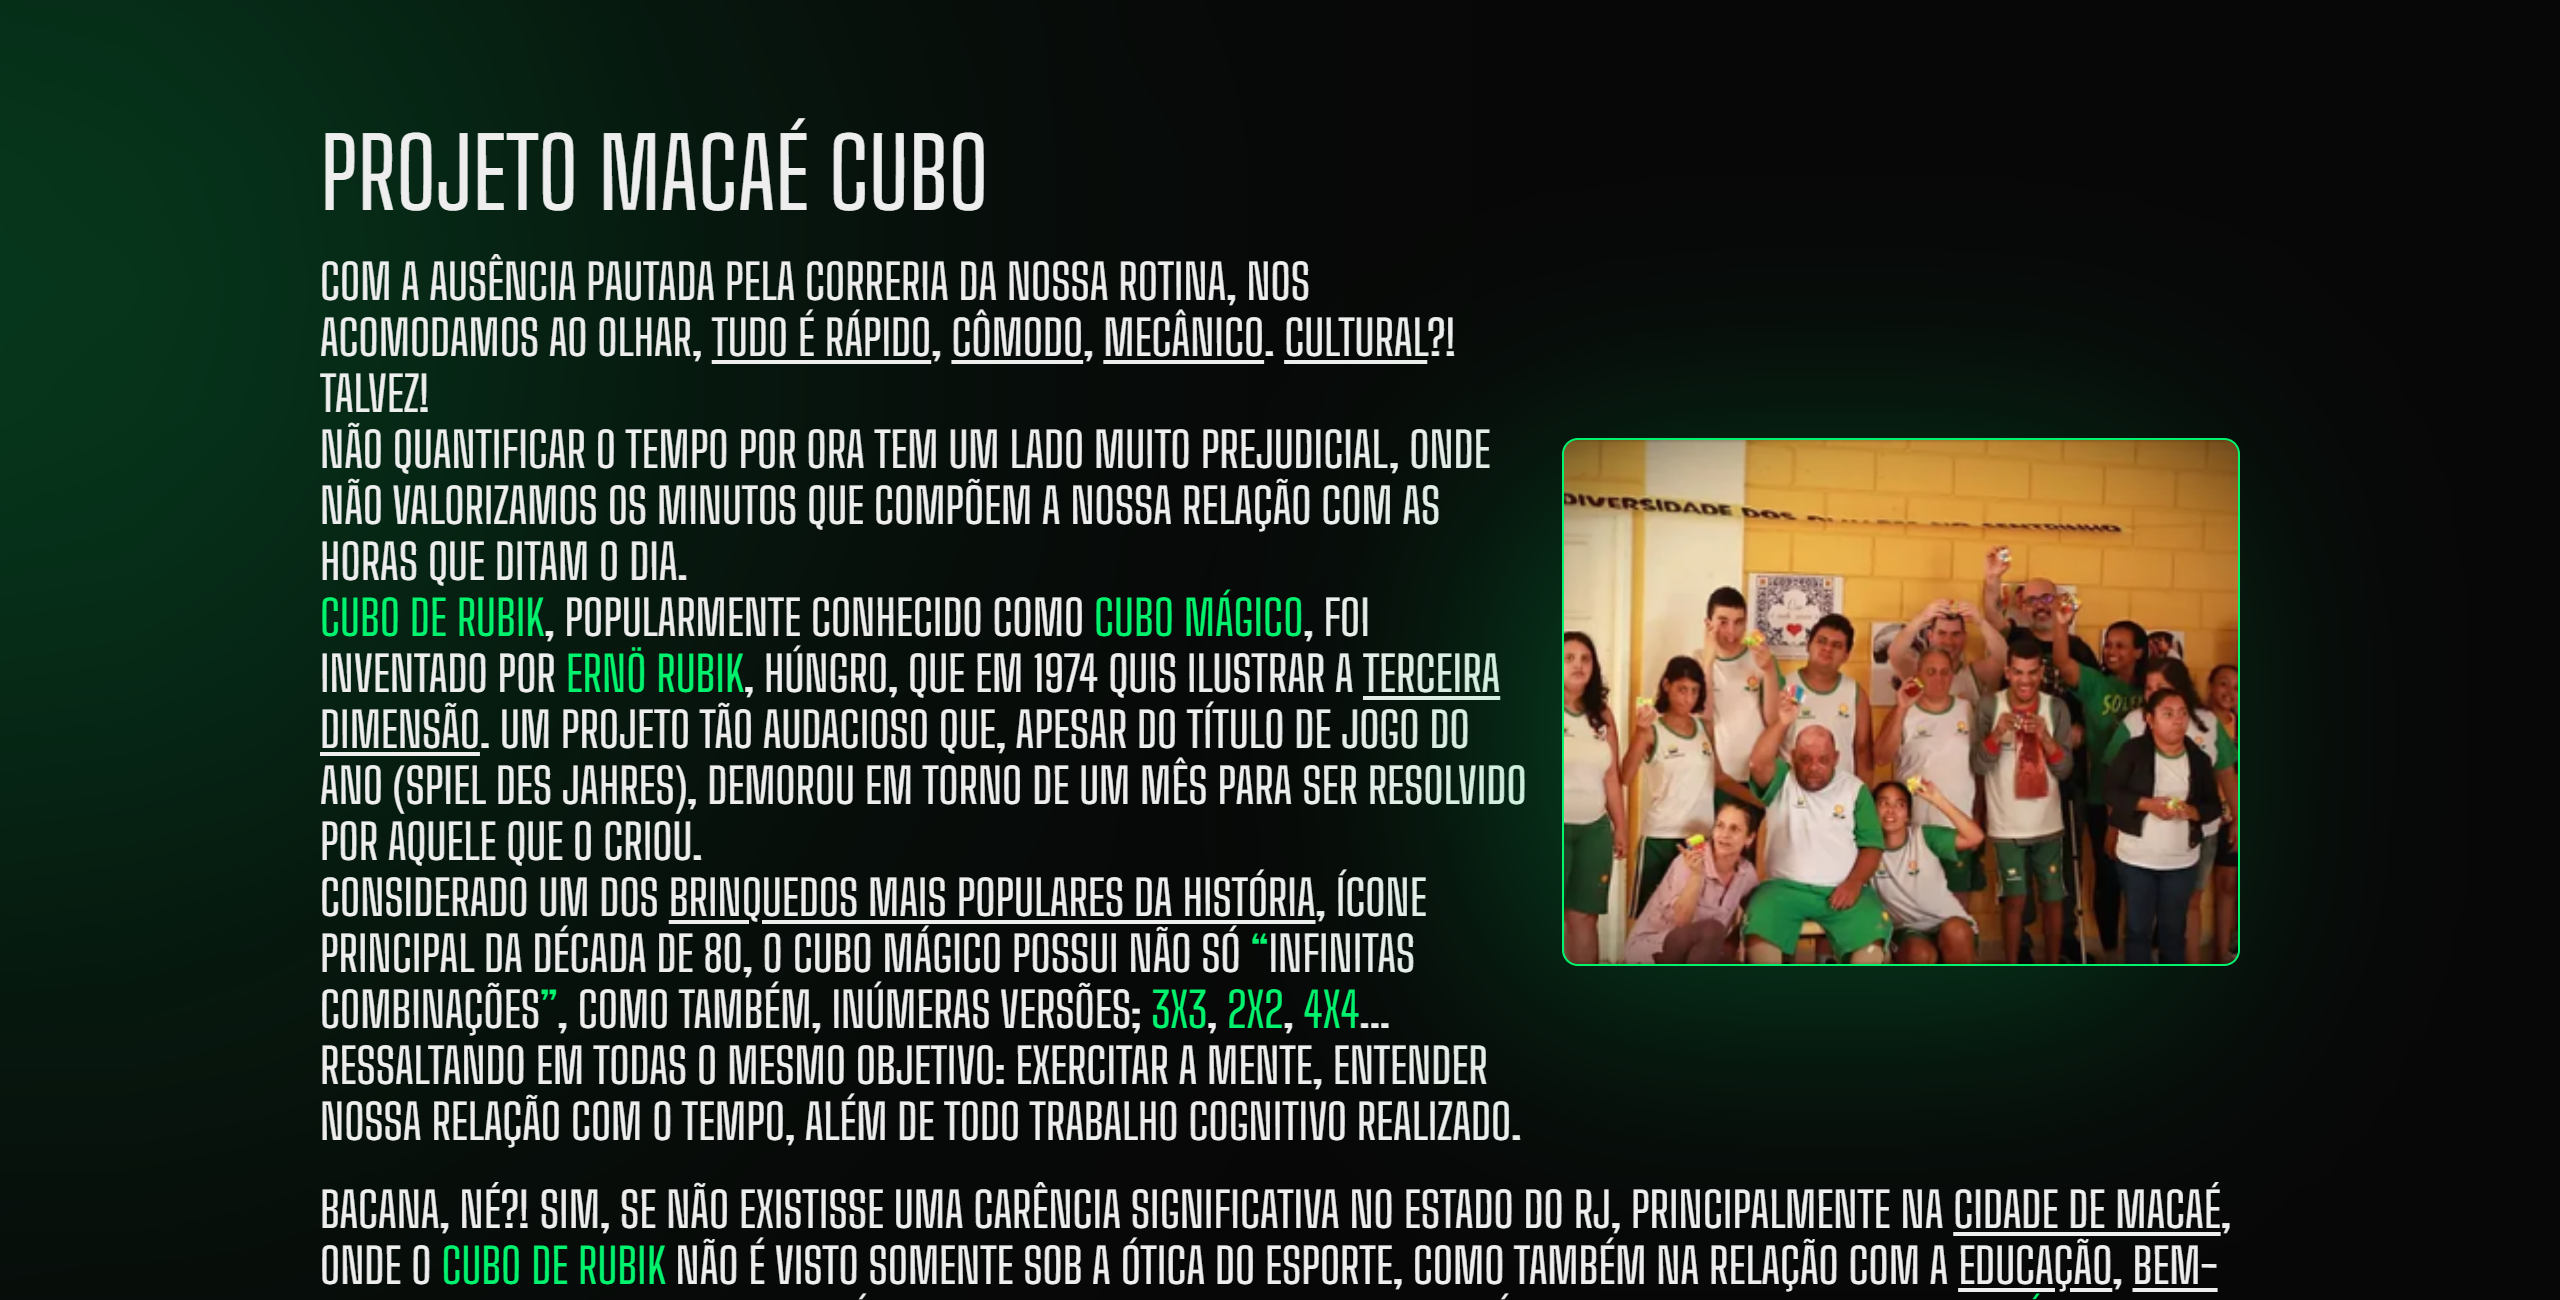 PROJETO MACAÉ CUBO
COM A AUSÊNCIA PAUTADA PELA CORRERIA DA NOSSA ROTINA, NOS
ACOMODAMOS AO OLHAR, TUDO É RÁPIDO, CÔMODO, MECÂNICO. CULTURAL?!
TALVEZ!
NÃO QUANTIFICAR O TEMPO POR ORA TEM UM LADO MUITO PREJUDICIAL, ONDE
NÃO VALORIZAMOS OS MINUTOS QUE COMPÕEM A NOSSA RELAÇÃO COM AS
HORAS QUE DITAM O DIA.
CUBO DE RUBIK, POPULARMENTE CONHECIDO COMO CUBO MÁGICO, FOI
INVENTADO POR ERNÖ RUBIK, HÚNGRO, QUE EM 1974 QUIS ILUSTRAR A TERCEIRA
DIMENSÃO. UM PROJETO TÃO AUDACIOSO QUE, APESAR DO TÍTULO DE JOGO DO
ANO (SPIEL DES JAHRES), DEMOROU EM TORNO DE UM MÊS PARA SER RESOLVIDO
POR AQUELE QUE O CRIOU.
CONSIDERADO UM DOS BRINQUEDOS MAIS POPULARES DA HISTÓRIA, ÍCONE
PRINCIPAL DA DÉCADA DE 80, O CUBO MÁGICO POSSUI NÃO SÓ “INFINITAS
COMBINAÇÕES”, COMO TAMBÉM, INÚMERAS VERSÕES; 3X3, 2X2, 4X4...
RESSALTANDO EM TODAS O MESMO OBJETIVO: EXERCITAR A MENTE, ENTENDER
NOSSA RELAÇÃO COM O TEMPO, ALÉM DE TODO TRABALHO COGNITIVO REALIZADO.
DIVERSIDADE DOS
BACANA, NÉ?! SIM, SE NÃO EXISTISSE UMA CARÊNCIA SIGNIFICATIVA NO ESTADO DO RJ, PRINCIPALMENTE NA CIDADE DE MACAÉ,
ONDE O CUBO DE RUBIK NÃO É VISTO SOMENTE SOB A ÓTICA DO ESPORTE, COMO TAMBÉM NA RELAÇÃO COM A EDUCAÇÃO, BEM-